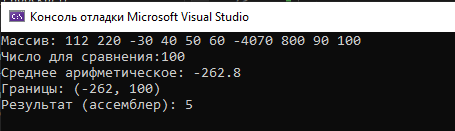 Консоль отладки Microsoft Visual Studio
Массив: 112 220 -30 40 50 60 -4070 800 90 100
Число для сравнения:100
Среднее арифметическое: -262.8
Границы: (-262, 100)
Результат (ассемблер): 5